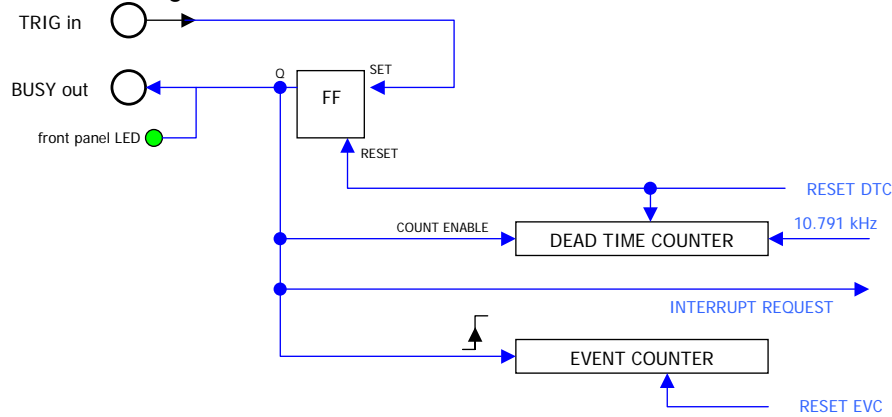 TRIG in
Q
SET
BUSY out
FF
front panel LED
RESET
RESET DTC
COUNT ENABLE
DEAD TIME COUNTER
10.791 kHz
INTERRUPT REQUEST
EVENT COUNTER
RESET EVC